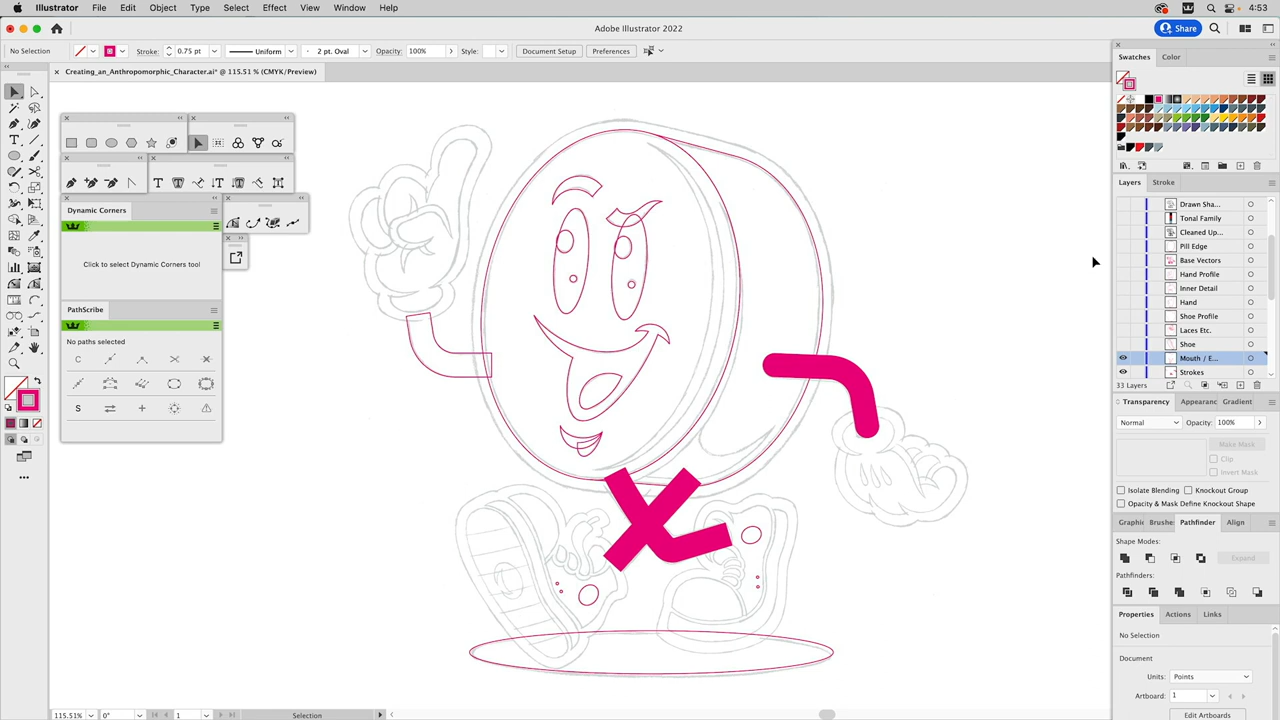 Illustrator File Edit Object Type Select Effect View Window Help 4:53
Adobe Illustrator 2022
Share
No Selection Stroke: 0.75 pt Uniform 2 pt. Oval Opacity: 100% Style: Document Setup Preferences
× Creating_an_Anthropomorphic_Character.ai* @ 115.51 % (CMYK/Preview)
Dynamic Corners
Click to select Dynamic Corners tool
PathScribe
No paths selected
Swatches Color
Layers Stroke
Drawn Sha...
Tonal Family
Cleaned Up...
Pill Edge
Base Vectors
Hand Profile
Inner Detail
Hand
Shoe Profile
Laces Etc.
Shoe
Mouth / E...
Strokes
33 Layers
Transparency Appearanc Gradient
Normal Opacity: 100%
Make Mask
Clip
Invert Mask
Isolate Blending Knockout Group
Opacity & Mask Define Knockout Shape
Graphic Brushe Pathfinder Align
Shape Modes:
Expand
Pathfinders:
Properties Actions Links
No Selection
Document
Units: Points
Artboard: 1
Edit Artboards
115.51% 0° 1 Selection